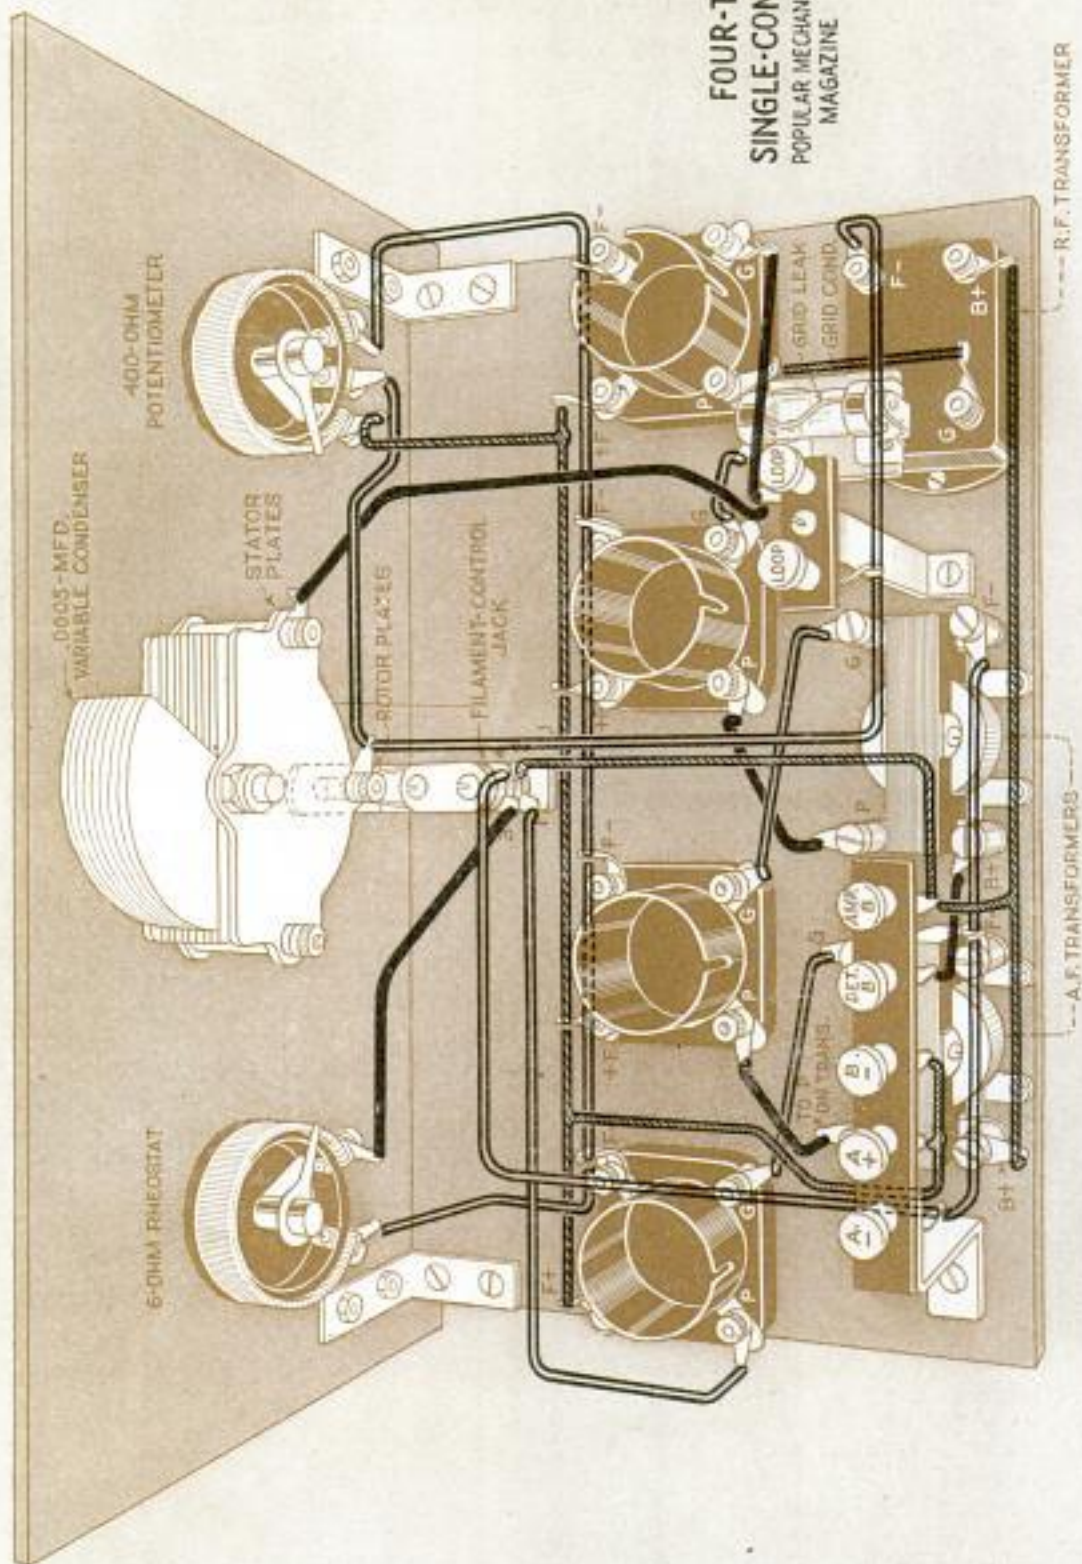 .0005-MFD.
VARIABLE CONDENSER
400-OHM
POTENTIOMETER
6-OHM RHEOSTAT
STATOR
PLATES
ROTOR PLATES
FILAMENT-CONTROL
JACK
FOUR-T
SINGLE-CON
POPULAR MECHAN
MAGAZINE
F+
F-
+F
F-
F-
F-
P
G
P
G
P
G
P
G
GRID LEAK
GRID COND.
LOOP
LOOP
TO P
ON TRANS.
G
P
G
A-
A+
B-
DET B
AMP B
F-
G
B+
F-
B+
B+
R.F. TRANSFORMER
A.F. TRANSFORMERS